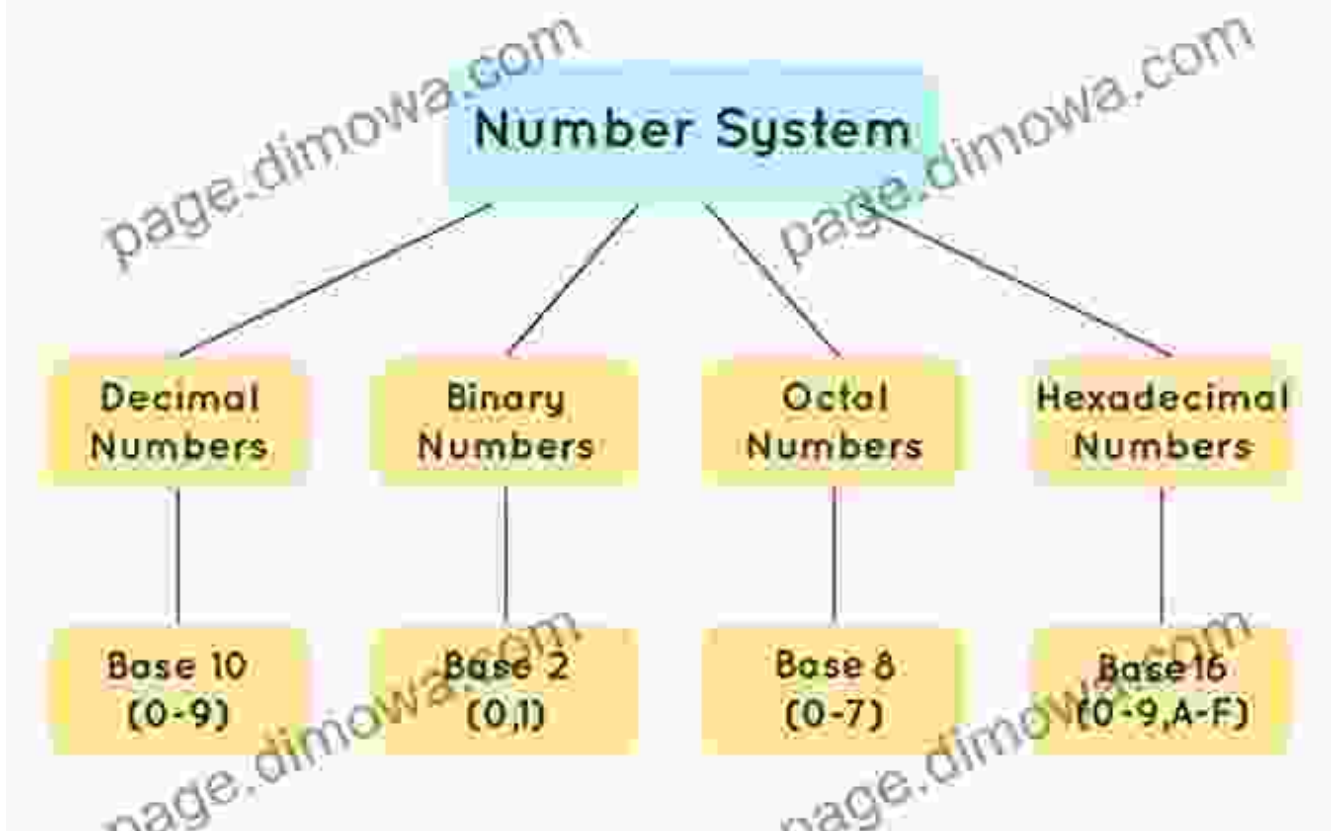 page.dimowa.com
page.dimowa.com
Number System
Decimal
Numbers
Binary
Numbers
Octal
Numbers
Hexadecimal
Numbers
Base 10
(0-9)
Base 2
(0,1)
Base 8
(0-7)
Base 16
(0-9,A-F)
page.dimowa.com
page.dimowa.com